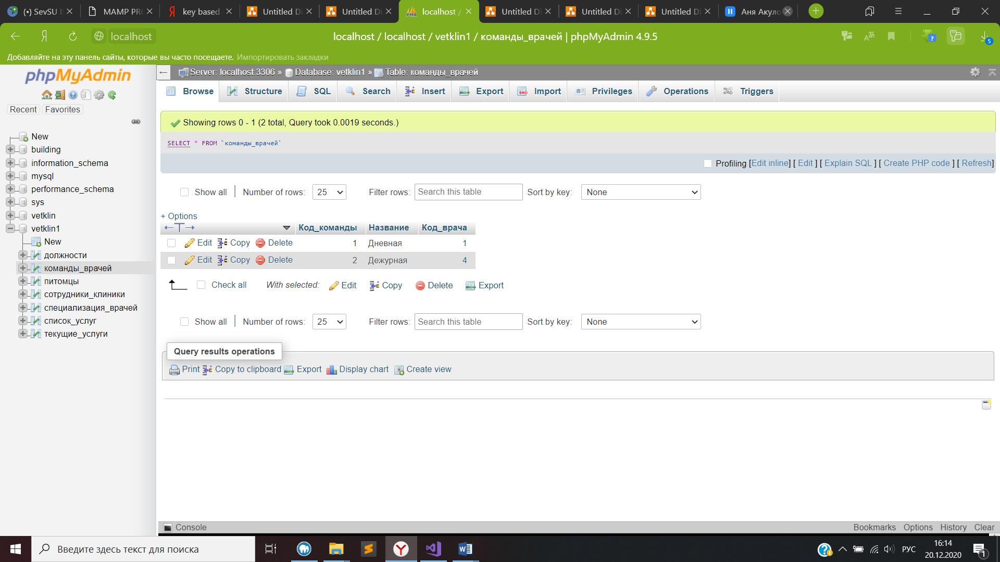 (•) SevSU
MAMP PRO
key based
Untitled Di
Untitled Di
localhost /
Untitled Di
Untitled Di
Untitled Di
Аня Акуло
localhost
localhost / localhost / vetklin1 / команды_врачей | phpMyAdmin 4.9.5
5
Добавляйте на эту панель сайты, которые вы часто посещаете. Импортировать закладки
phpMyAdmin
Recent Favorites
New
building
information_schema
mysql
performance_schema
sys
vetklin
vetklin1
New
должности
команды_врачей
питомцы
сотрудники_клиники
специализация_врачей
список_услуг
текущие_услуги
Server: localhost:3306 » Database: vetklin1 » Table: команды_врачей
Browse Structure SQL Search Insert Export Import Privileges Operations Triggers
Showing rows 0 - 1 (2 total, Query took 0.0019 seconds.)
SELECT * FROM `команды_врачей`
Profiling [Edit inline] [ Edit ] [ Explain SQL ] [ Create PHP code ] [ Refresh]
Show all | Number of rows: 25 Filter rows: Search this table Sort by key: None
+ Options
←T→ Код_команды Название Код_врача
Edit Copy Delete 1 Дневная 1
Edit Copy Delete 2 Дежурная 4
Check all With selected: Edit Copy Delete Export
Show all | Number of rows: 25 Filter rows: Search this table Sort by key: None
Query results operations
Print Copy to clipboard Export Display chart Create view
Console Bookmarks Options History Clear
Введите здесь текст для поиска
РУС
16:14
20.12.2020
1